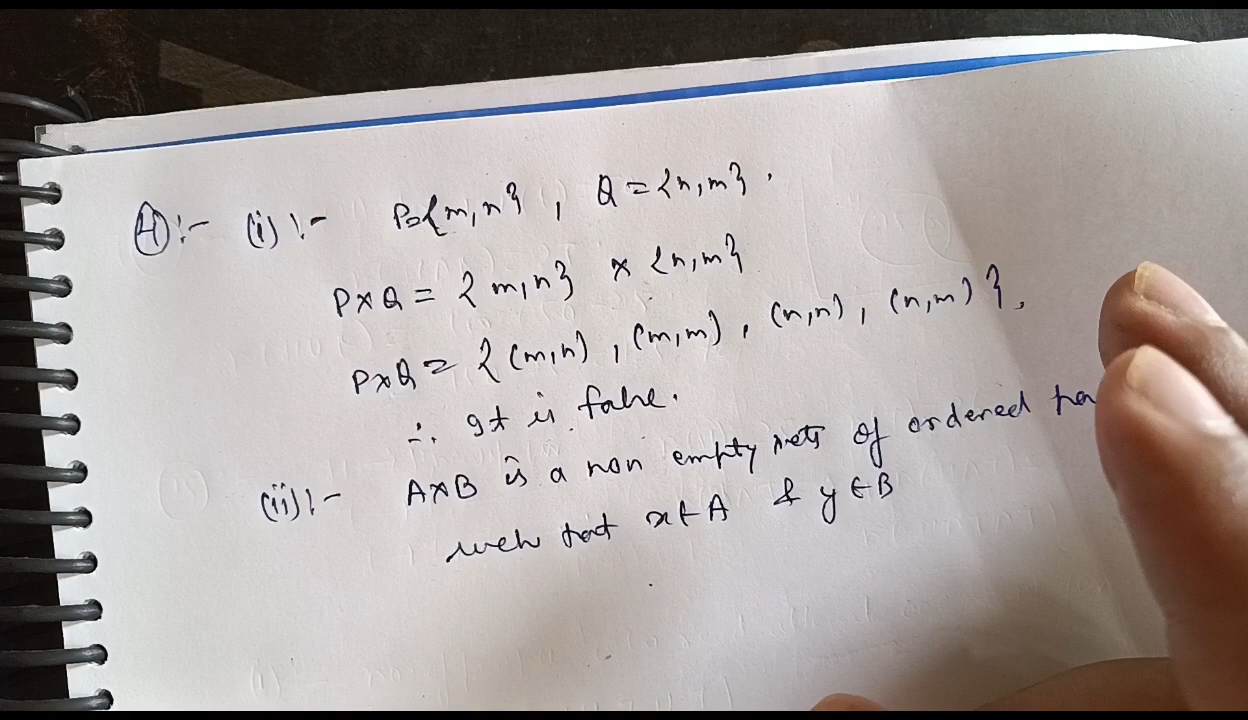 (4):- (i):- P={m,n}, Q={n,m}.
P×Q = {m,n} × {n,m}
P×Q = {(m,n), (m,m), (n,n), (n,m)},
∴ It is false.
(ii):- A×B is a non empty sets of ordered
such that x∈A & y∈B